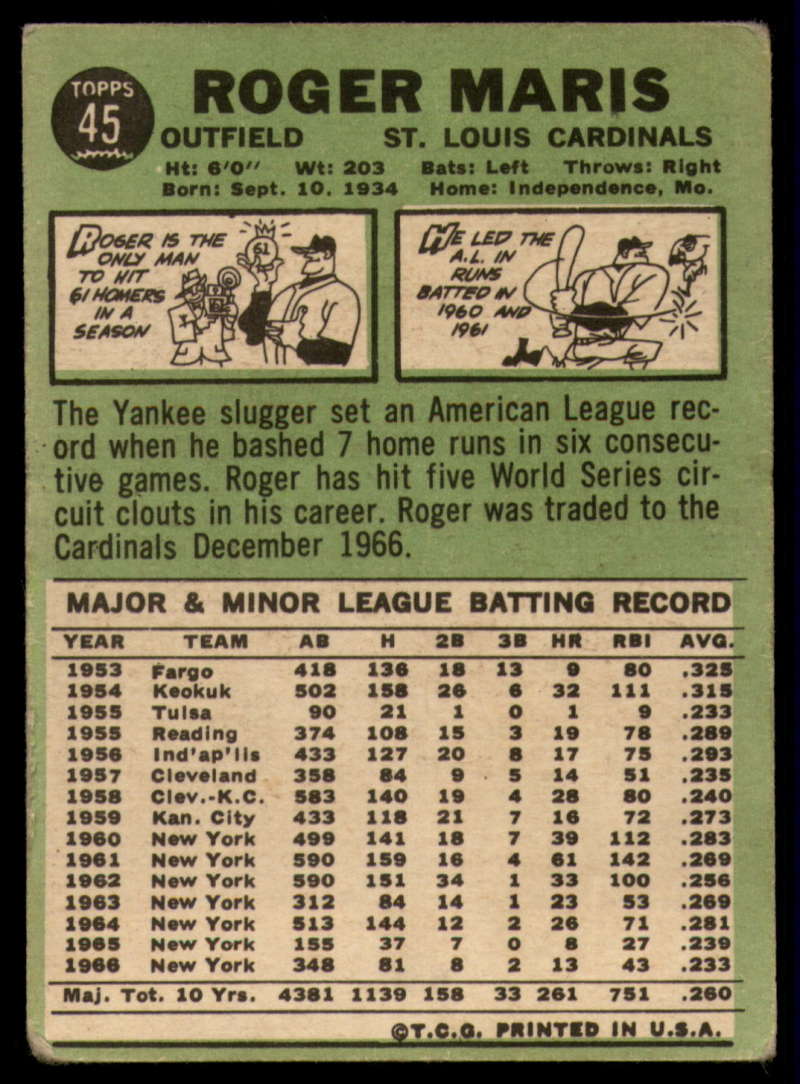 TOPPS
45
ROGER MARIS
OUTFIELD ST. LOUIS CARDINALS
Ht: 6'0" Wt: 203 Bats: Left Throws: Right
Born: Sept. 10, 1934 Home: Independence, Mo.
ROGER IS THE
ONLY MAN
TO HIT
61 HOMERS
IN A
SEASON
61
HE LED THE
A.L. IN
RUNS
BATTED IN
1960 AND
1961
The Yankee slugger set an American League rec-
ord when he bashed 7 home runs in six consecu-
tive games. Roger has hit five World Series cir-
cuit clouts in his career. Roger was traded to the
Cardinals December 1966.
MAJOR & MINOR LEAGUE BATTING RECORD
YEAR TEAM AB H 2B 3B HR RBI AVG.
1953 Fargo 418 136 18 13 9 80 .325
1954 Keokuk 502 158 26 6 32 111 .315
1955 Tulsa 90 21 1 0 1 9 .233
1955 Reading 374 108 15 3 19 78 .289
1956 Ind'ap'lis 433 127 20 8 17 75 .293
1957 Cleveland 358 84 9 5 14 51 .235
1958 Clev.-K.C. 583 140 19 4 28 80 .240
1959 Kan. City 433 118 21 7 16 72 .273
1960 New York 499 141 18 7 39 112 .283
1961 New York 590 159 16 4 61 142 .269
1962 New York 590 151 34 1 33 100 .256
1963 New York 312 84 14 1 23 53 .269
1964 New York 513 144 12 2 26 71 .281
1965 New York 155 37 7 0 8 27 .239
1966 New York 348 81 8 2 13 43 .233
Maj. Tot. 10 Yrs. 4381 1139 158 33 261 751 .260
©T.C.G. PRINTED IN U.S.A.